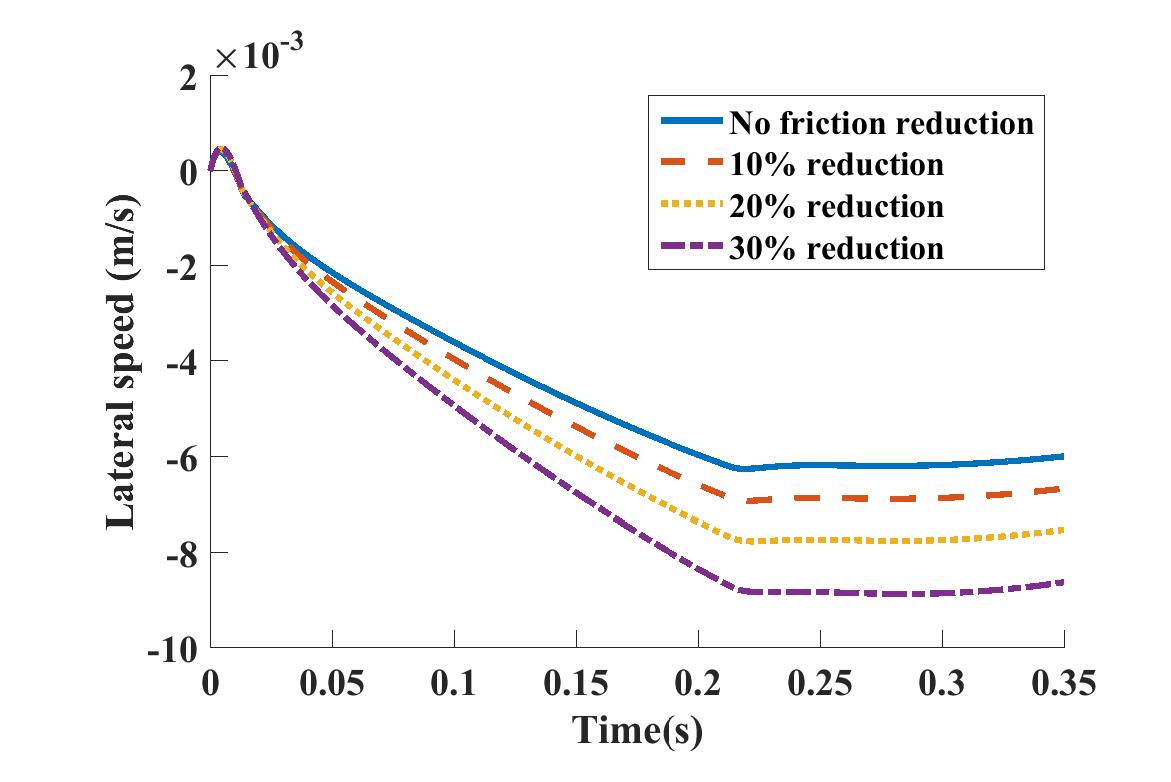 ×10-3
2
0
-2
-4
-6
-8
-10
Lateral speed (m/s)
No friction reduction
10% reduction
20% reduction
30% reduction
0 0.05 0.1 0.15 0.2 0.25 0.3 0.35
Time(s)